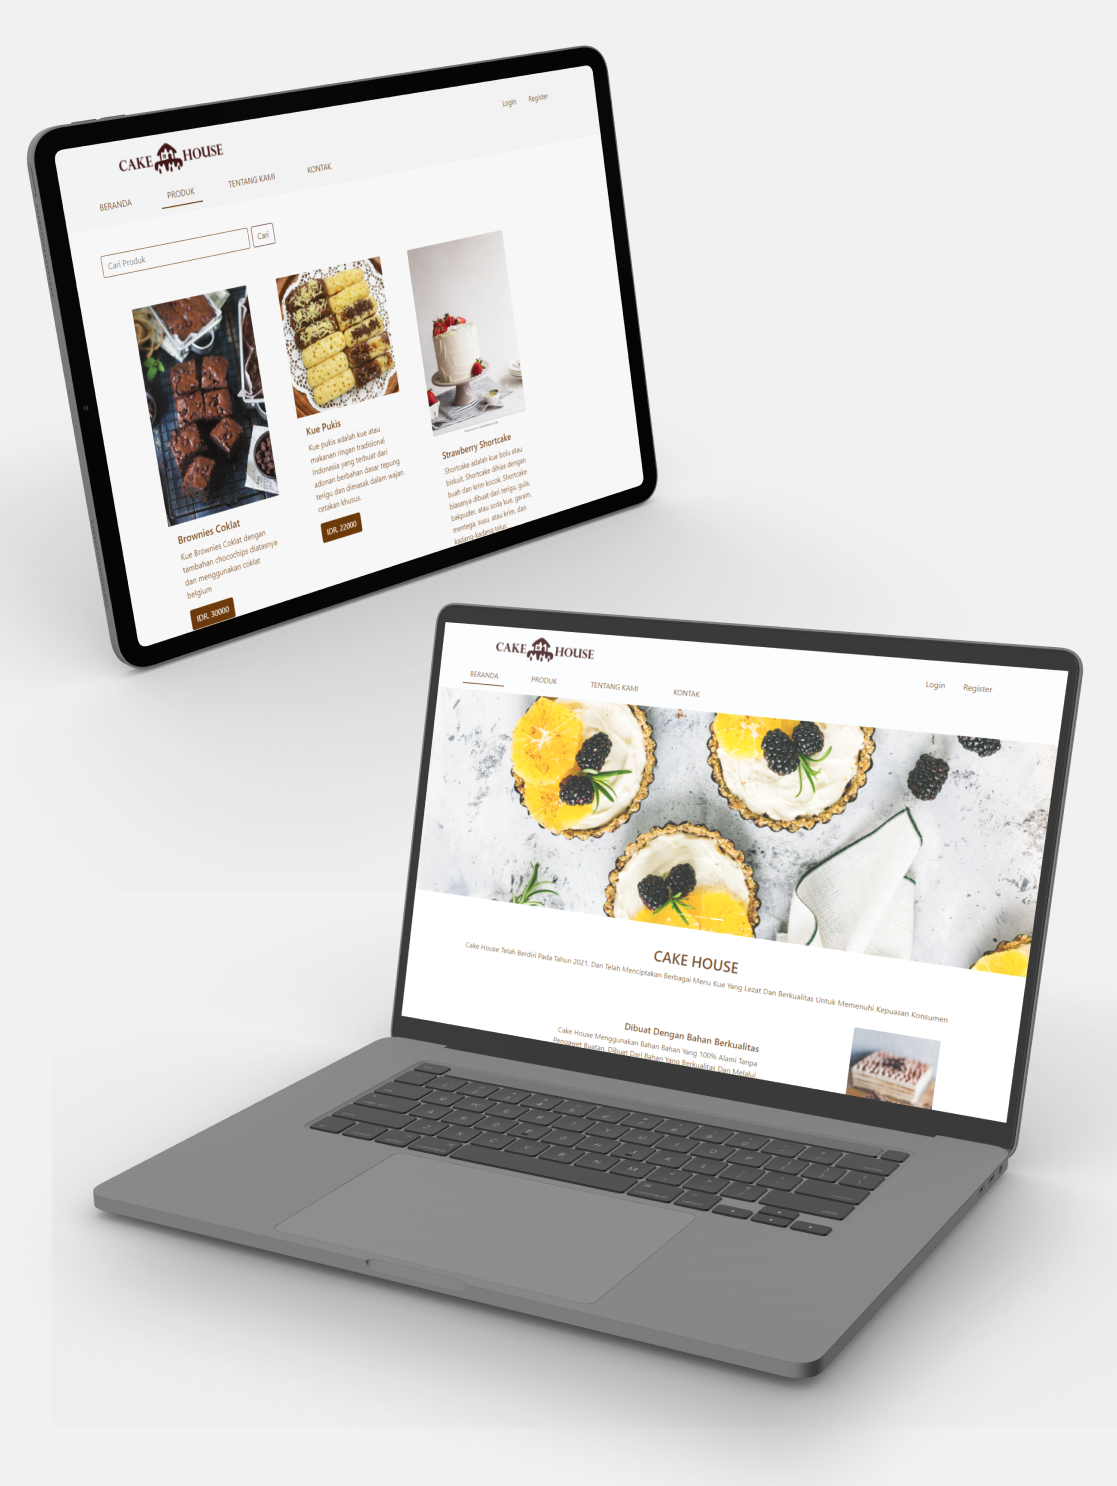 CAKE HOUSE
Login Register
BERANDA PRODUK TENTANG KAMI KONTAK
Cari Produk Cari
Brownies Coklat
Kue Brownies Coklat dengan
tambahan chocochips diatasnya
dan menggunakan coklat
belgium
IDR. 30000
Kue Pukis
Kue pukis adalah kue atau
makanan ringan tradisional
indonesia yang terbuat dari
adonan berbahan dasar tepung
terigu dan dimasak dalam wajan
cetakan khusus.
IDR. 22000
Strawberry Shortcake
Shortcake adalah kue bolu atau
biskuit. Shortcake dihias dengan
buah dan krim kocok. Shortcake
biasanya dibuat dari terigu, gula,
bakpuder, atau soda kue, garam,
mentega, susu, atau krim, dan
kadang-kadang telur.
CAKE HOUSE
BERANDA PRODUK TENTANG KAMI KONTAK
Login Register
CAKE HOUSE
Cake House Telah Berdiri Pada Tahun 2021, Dan Telah Menciptakan Berbagai Menu Kue Yang Lezat Dan Berkualitas Untuk Memenuhi Kepuasan Konsumen
Dibuat Dengan Bahan Berkualitas
Cake House Menggunakan Bahan Bahan Yang 100% Alami Tanpa
Pengawet Buatan. Dibuat Dari Bahan Yang Berkualitas Dan Melalui